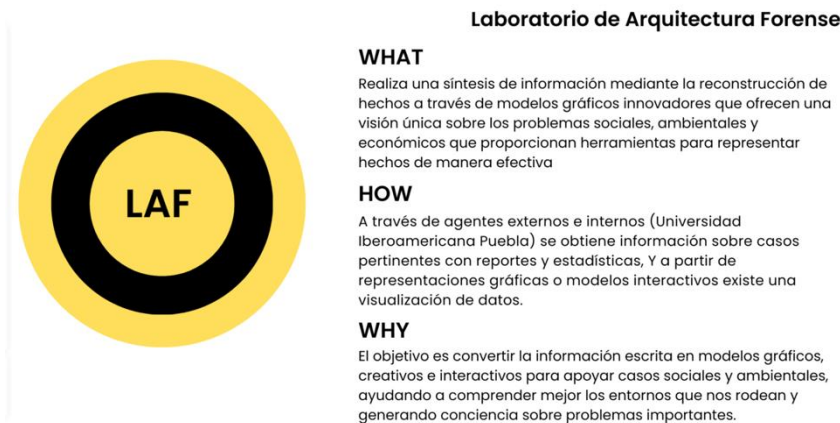 Laboratorio de Arquitectura Forense
LAF
WHAT
Realiza una síntesis de información mediante la reconstrucción de
hechos a través de modelos gráficos innovadores que ofrecen una
visión única sobre los problemas sociales, ambientales y
económicos que proporcionan herramientas para representar
hechos de manera efectiva
HOW
A través de agentes externos e internos (Universidad
Iberoamericana Puebla) se obtiene información sobre casos
pertinentes con reportes y estadísticas, Y a partir de
representaciones gráficas o modelos interactivos existe una
visualización de datos.
WHY
El objetivo es convertir la información escrita en modelos gráficos,
creativos e interactivos para apoyar casos sociales y ambientales,
ayudando a comprender mejor los entornos que nos rodean y
generando conciencia sobre problemas importantes.